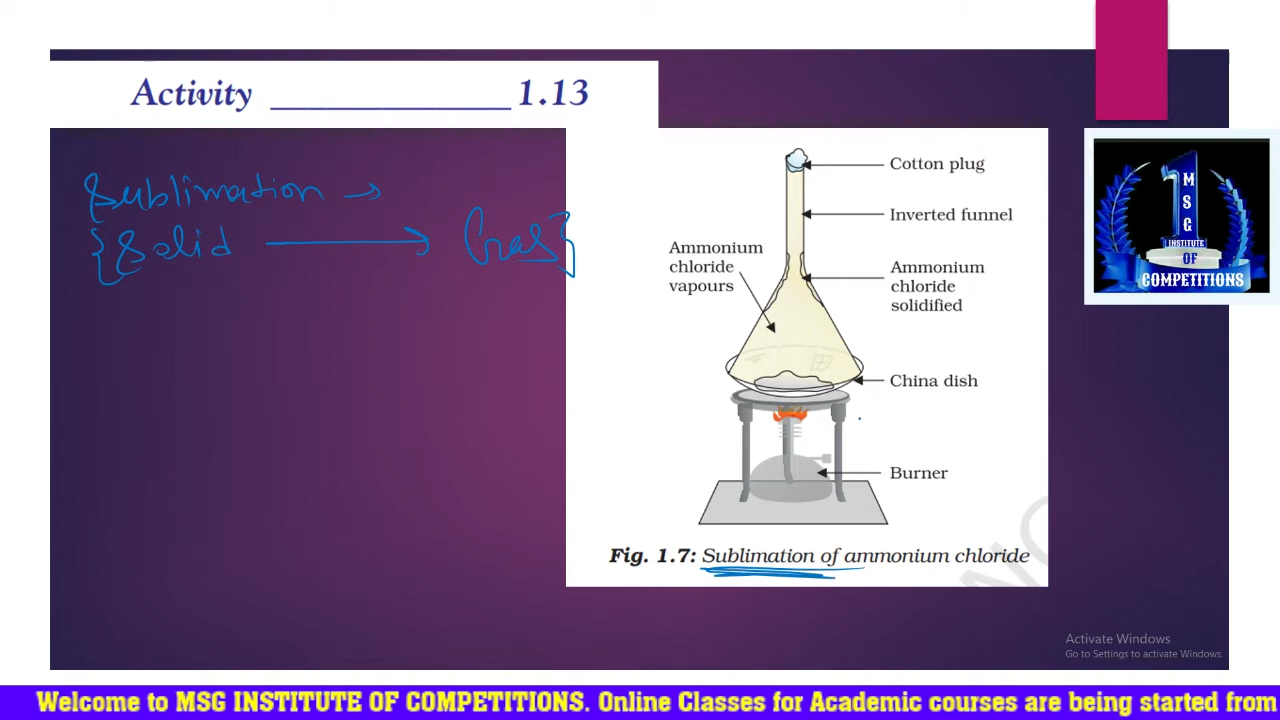 Activity ____________ 1.13
Sublimation →
{Solid → Gas}
Cotton plug
Inverted funnel
Ammonium
chloride
vapours
Ammonium
chloride
solidified
China dish
Burner
Fig. 1.7: Sublimation of ammonium chloride
1
M
S
G
INSTITUTE
OF
COMPETITIONS
Activate Windows
Go to Settings to activate Windows.
Welcome to MSG INSTITUTE OF COMPETITIONS. Online Classes for Academic courses are being started from